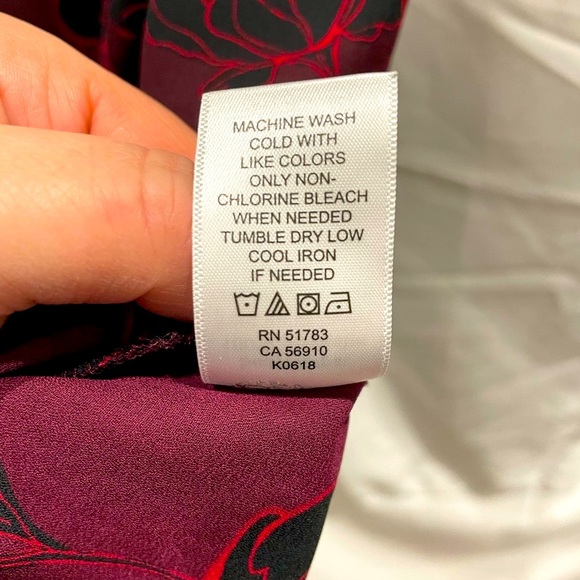 MACHINE WASH
COLD WITH
LIKE COLORS
ONLY NON-
CHLORINE BLEACH
WHEN NEEDED
TUMBLE DRY LOW
COOL IRON
IF NEEDED
RN 51783
CA 56910
K0618